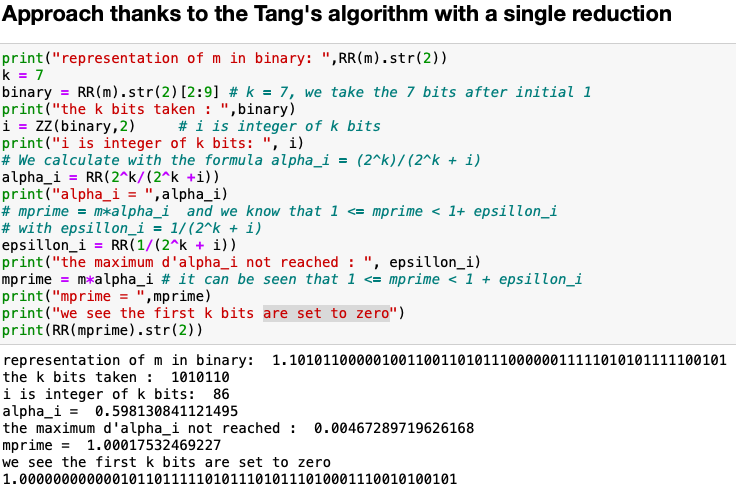 Approach thanks to the Tang's algorithm with a single reduction
print("representation of m in binary: ",RR(m).str(2))
k = 7
binary = RR(m).str(2)[2:9] # k = 7, we take the 7 bits after initial 1
print("the k bits taken : ",binary)
i = ZZ(binary,2)     # i is integer of k bits
print("i is integer of k bits: ", i)
# We calculate with the formula alpha_i = (2^k)/(2^k + i)
alpha_i = RR(2^k/(2^k +i))
print("alpha_i = ",alpha_i)
# mprime = m*alpha_i  and we know that 1 <= mprime < 1+ epsillon_i
# with epsillon_i = 1/(2^k + i)
epsillon_i = RR(1/(2^k + i))
print("the maximum d'alpha_i not reached : ", epsillon_i)
mprime = m*alpha_i # it can be seen that 1 <= mprime < 1 + epsillon_i
print("mprime = ",mprime)
print("we see the first k bits are set to zero")
print(RR(mprime).str(2))
representation of m in binary:  1.1010110000010011001101011100000011111010101111100101
the k bits taken :  1010110
i is integer of k bits:  86
alpha_i =  0.598130841121495
the maximum d'alpha_i not reached :  0.00467289719626168
mprime =  1.00017532469227
we see the first k bits are set to zero
1.0000000000001011011111010111010111010001110010100101